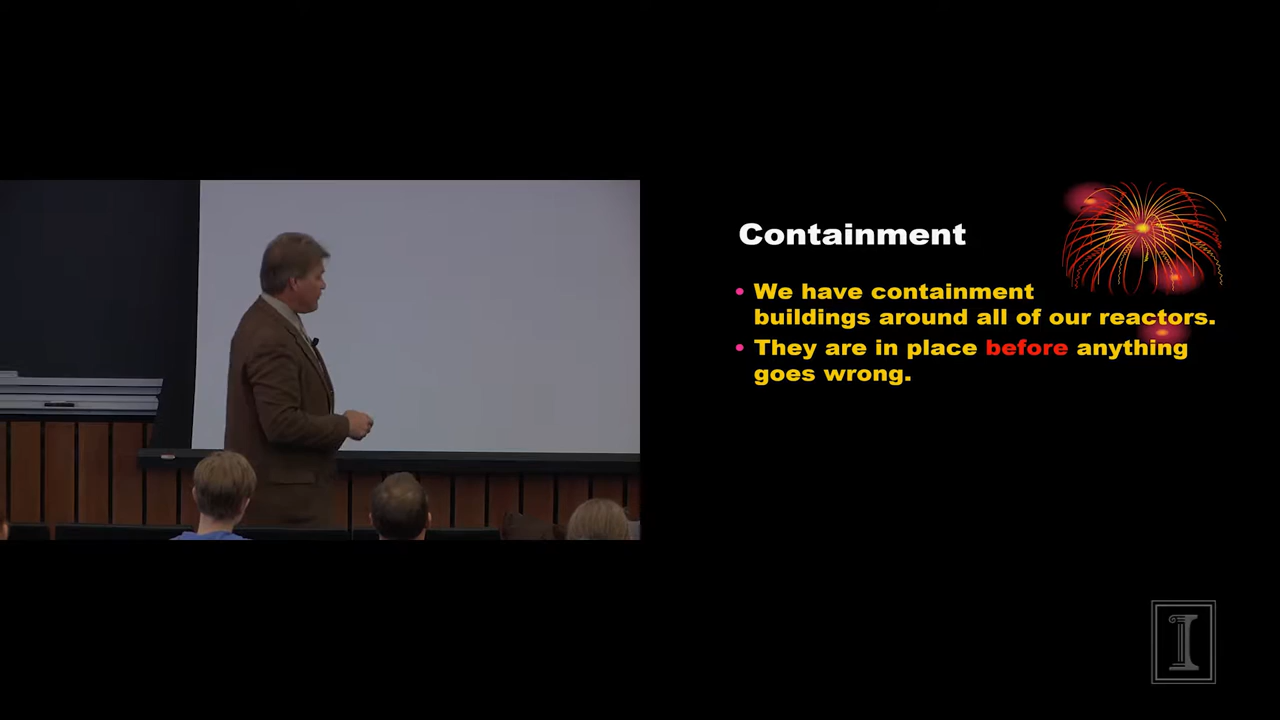 Containment
• We have containment
buildings around all of our reactors.
• They are in place before anything
goes wrong.
I